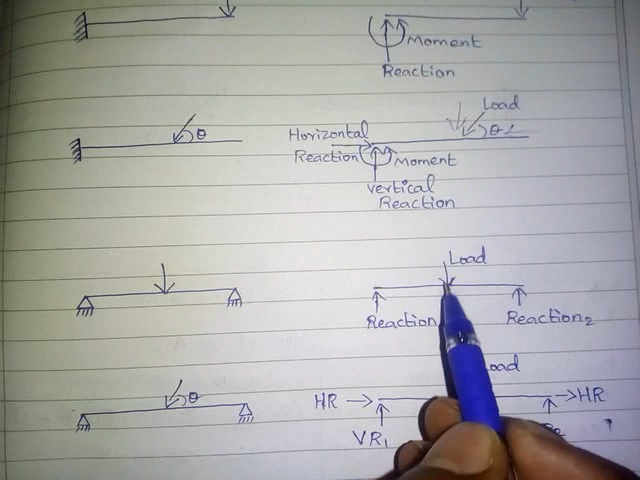 Moment
Reaction
Load
θ
θ
Horizontal
Reaction
Moment
Vertical
Reaction
Load
Reaction
Reaction₂
θ
HR
HR
VR₁